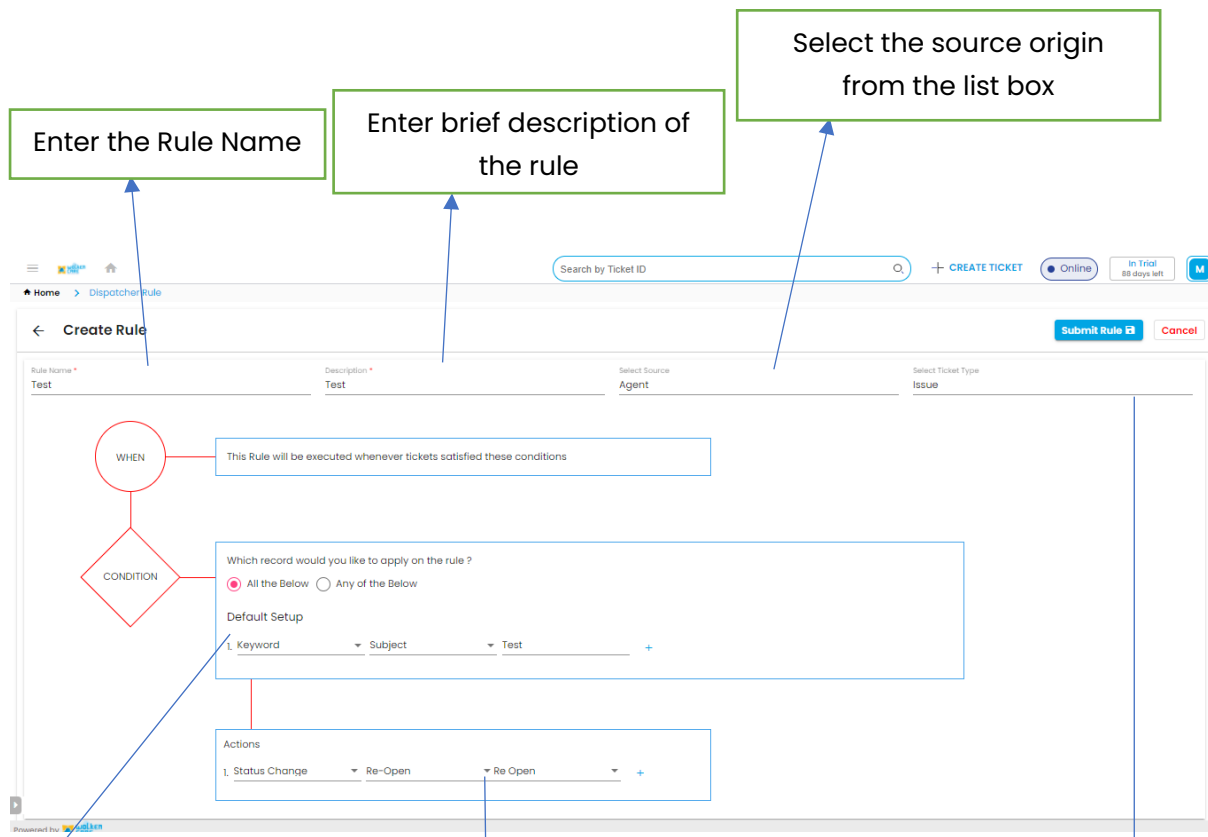 Select the source origin
from the list box
Enter the Rule Name
Enter brief description of
the rule
Search by Ticket ID
+ CREATE TICKET
Online
In Trial
88 days left
M
Home > Dispatcher Rule
← Create Rule
Submit Rule
Cancel
Rule Name *
Description *
Select Source
Select Ticket Type
Test
Test
Agent
Issue
WHEN
This Rule will be executed whenever tickets satisfied these conditions
CONDITION
Which record would you like to apply on the rule ?
All the Below
Any of the Below
Default Setup
1. Keyword
Subject
Test
+
Actions
1. Status Change
Re-Open
Re Open
+
Powered by